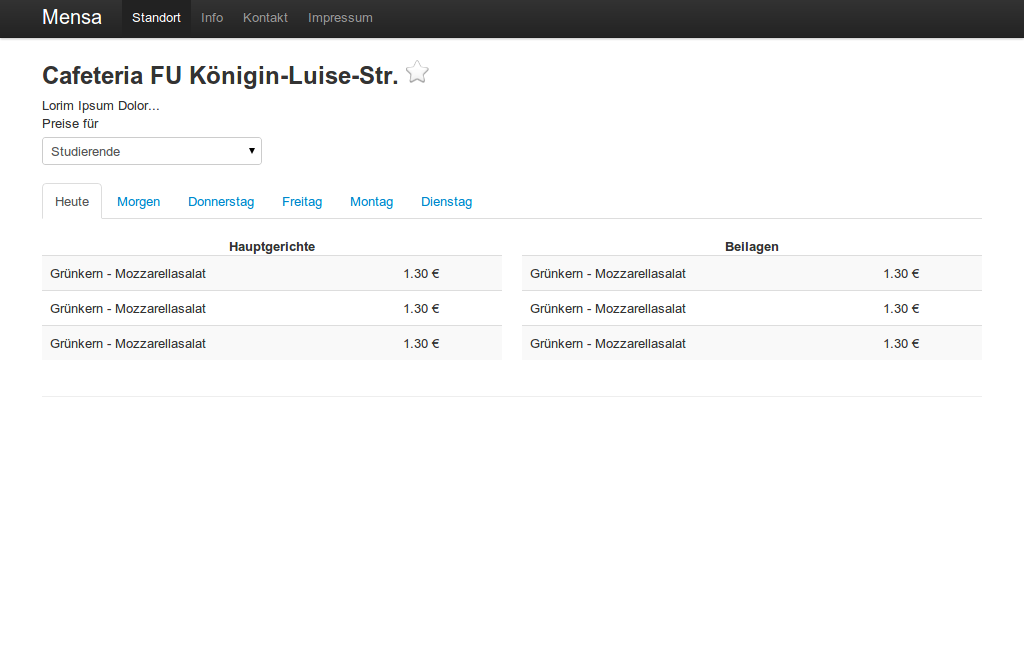 Mensa Standort Info Kontakt Impressum
Cafeteria FU Königin-Luise-Str.
Lorim Ipsum Dolor...
Preise für
Studierende
Heute Morgen Donnerstag Freitag Montag Dienstag
Hauptgerichte
Grünkern - Mozzarellasalat 1.30 €
Grünkern - Mozzarellasalat 1.30 €
Grünkern - Mozzarellasalat 1.30 €
Beilagen
Grünkern - Mozzarellasalat 1.30 €
Grünkern - Mozzarellasalat 1.30 €
Grünkern - Mozzarellasalat 1.30 €